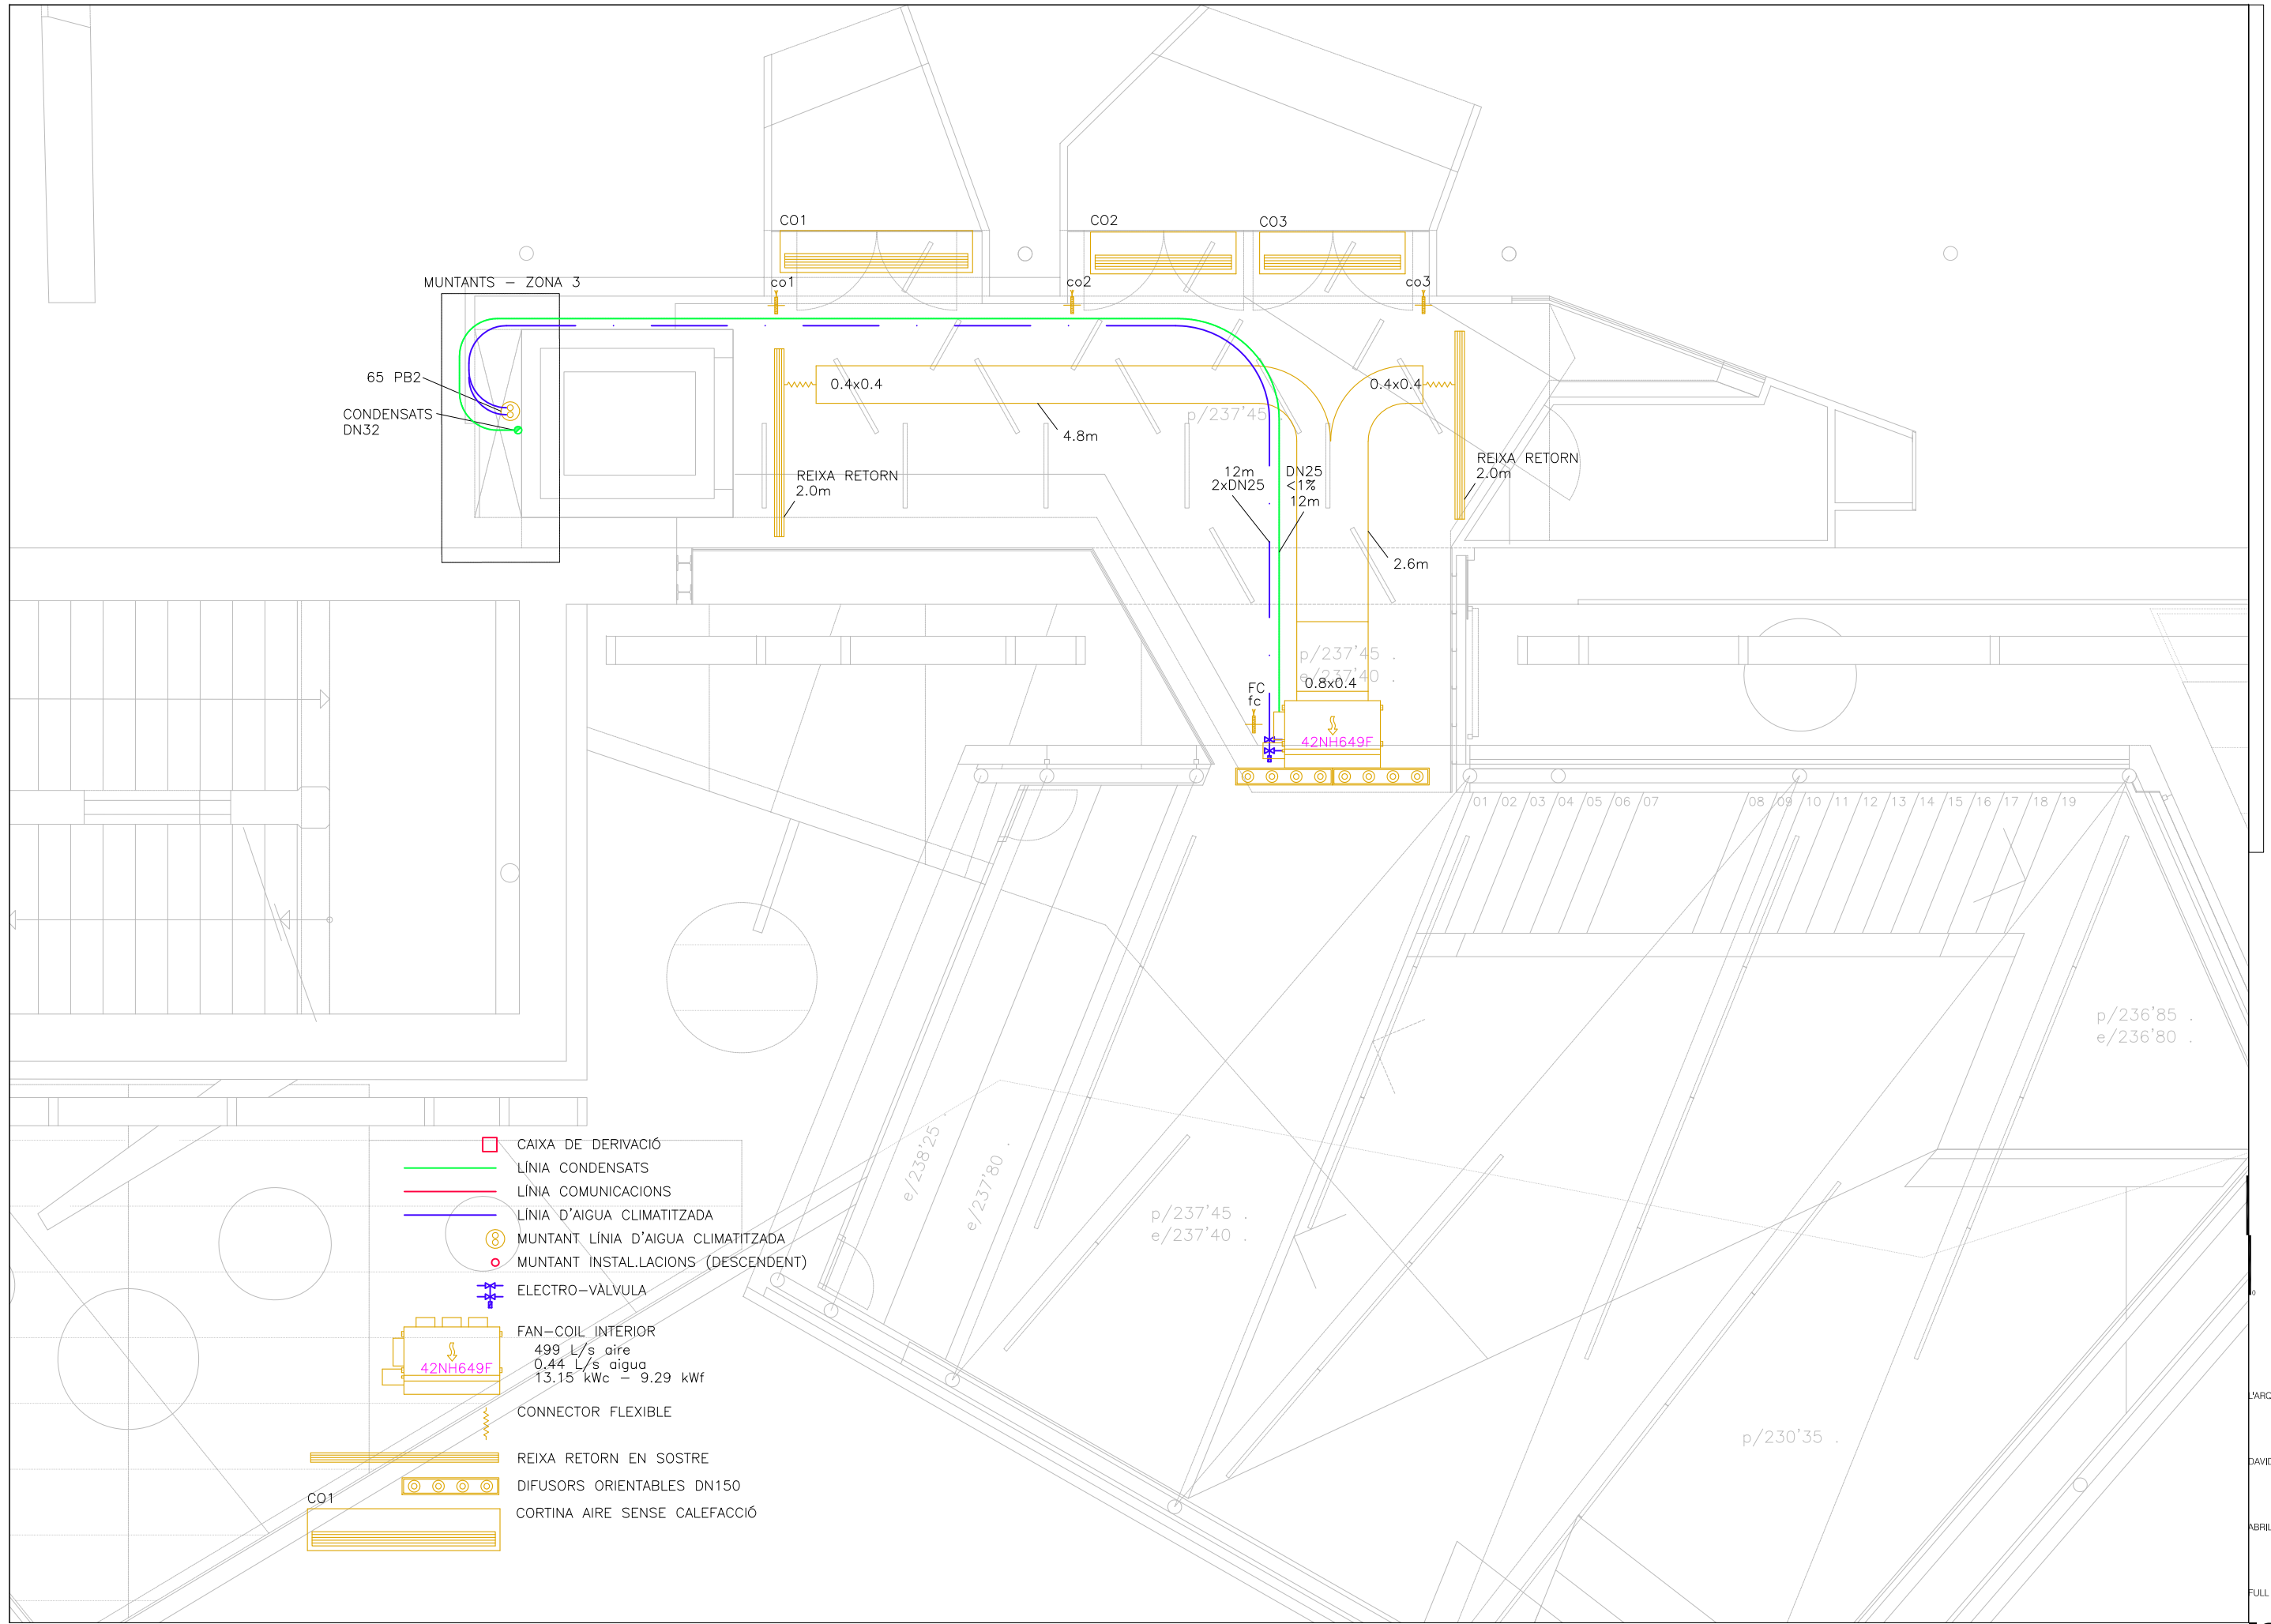 CO1
CO2
CO3
MUNTANTS - ZONA 3
co1
co2
co3
65 PB2
CONDENSATS
DN32
0.4x0.4
0.4x0.4
p/237'45 .
4.8m
REIXA RETORN
2.0m
REIXA RETORN
2.0m
12m
2xDN25
DN25
<1%
12m
2.6m
p/237'45 .
e/237'40 .
0.8x0.4
FC
fc
42NH649F
01 02 03 04 05 06 07 08 09 10 11 12 13 14 15 16 17 18 19
p/236'85 .
e/236'80 .
e/238'25 .
e/237'80 .
p/237'45 .
e/237'40 .
p/230'35 .
CAIXA DE DERIVACIÓ
LÍNIA CONDENSATS
LÍNIA COMUNICACIONS
LÍNIA D'AIGUA CLIMATITZADA
MUNTANT LÍNIA D'AIGUA CLIMATITZADA
MUNTANT INSTAL.LACIONS (DESCENDENT)
ELECTRO-VÀLVULA
FAN-COIL INTERIOR
499 L/s aire
0.44 L/s aigua
13.15 kWc - 9.29 kWf
42NH649F
CONNECTOR FLEXIBLE
REIXA RETORN EN SOSTRE
DIFUSORS ORIENTABLES DN150
CO1
CORTINA AIRE SENSE CALEFACCIÓ
L'ARQ
DAVID
ABRIL
FULL